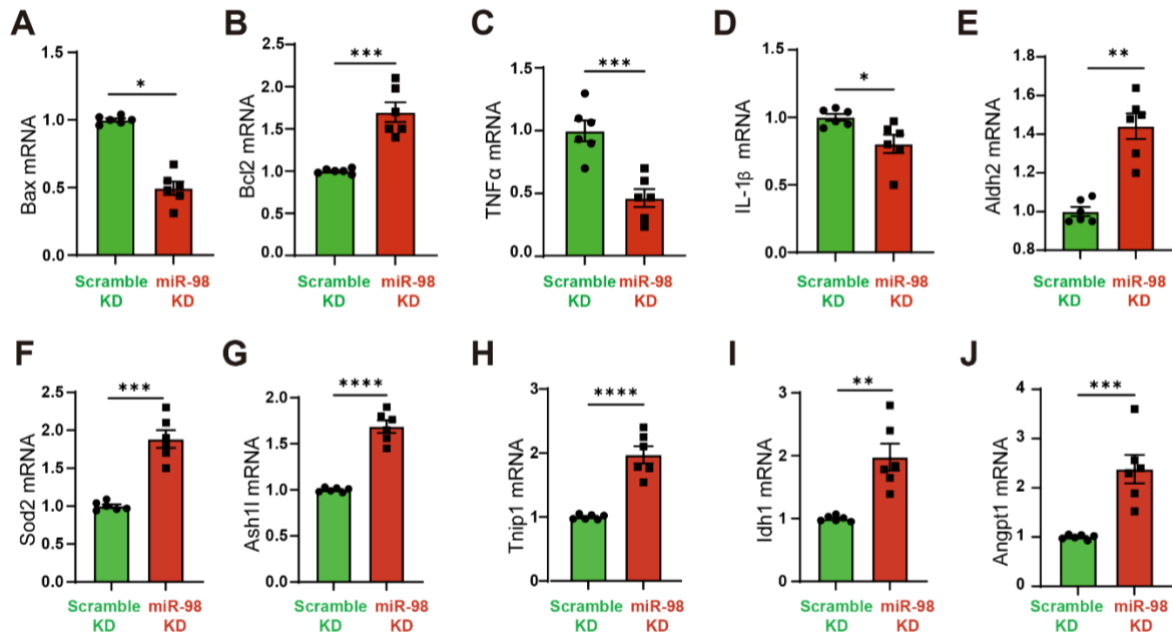 A
Bax mRNA
1.5
1.0
0.5
0.0
*
Scramble miR-98
KD KD
B
Bcl2 mRNA
2.5
2.0
1.5
1.0
0.5
0.0
***
Scramble miR-98
KD KD
C
TNFα mRNA
1.5
1.0
0.5
0.0
***
Scramble miR-98
KD KD
D
IL-1β mRNA
1.5
1.0
0.5
0.0
*
Scramble miR-98
KD KD
E
Aldh2 mRNA
1.8
1.6
1.4
1.2
1.0
0.8
**
Scramble miR-98
KD KD
F
Sod2 mRNA
2.5
2.0
1.5
1.0
0.5
0.0
***
Scramble miR-98
KD KD
G
Ash1l mRNA
2.0
1.5
1.0
0.5
0.0
****
Scramble miR-98
KD KD
H
Tnip1 mRNA
3
2
1
0
****
Scramble miR-98
KD KD
I
Idh1 mRNA
3
2
1
0
**
Scramble miR-98
KD KD
J
Angpt1 mRNA
4
3
2
1
0
***
Scramble miR-98
KD KD